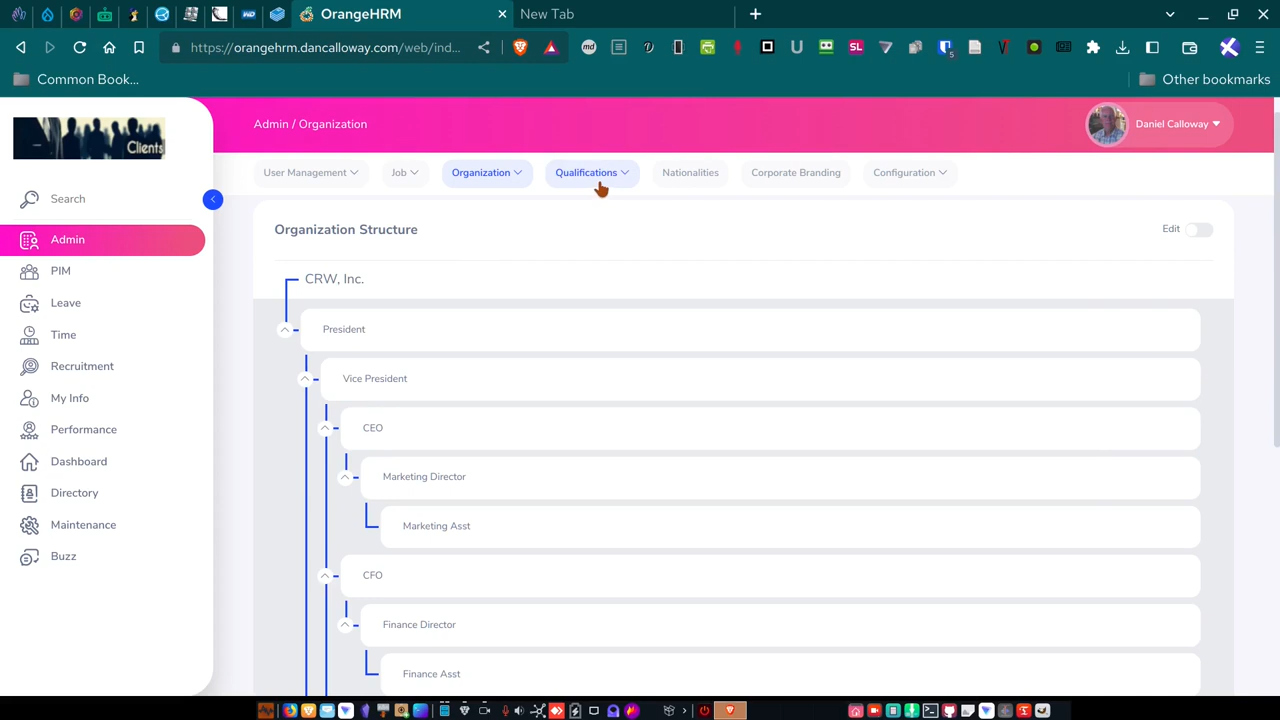 OrangeHRM
New Tab
https://orangehrm.dancalloway.com/web/ind...
Common Book...
Other bookmarks
Clients
Admin / Organization
Daniel Calloway
User Management
Job
Organization
Qualifications
Nationalities
Corporate Branding
Configuration
Search
Admin
PIM
Leave
Time
Recruitment
My Info
Performance
Dashboard
Directory
Maintenance
Buzz
Organization Structure
Edit
CRW, Inc.
President
Vice President
CEO
Marketing Director
Marketing Asst
CFO
Finance Director
Finance Asst